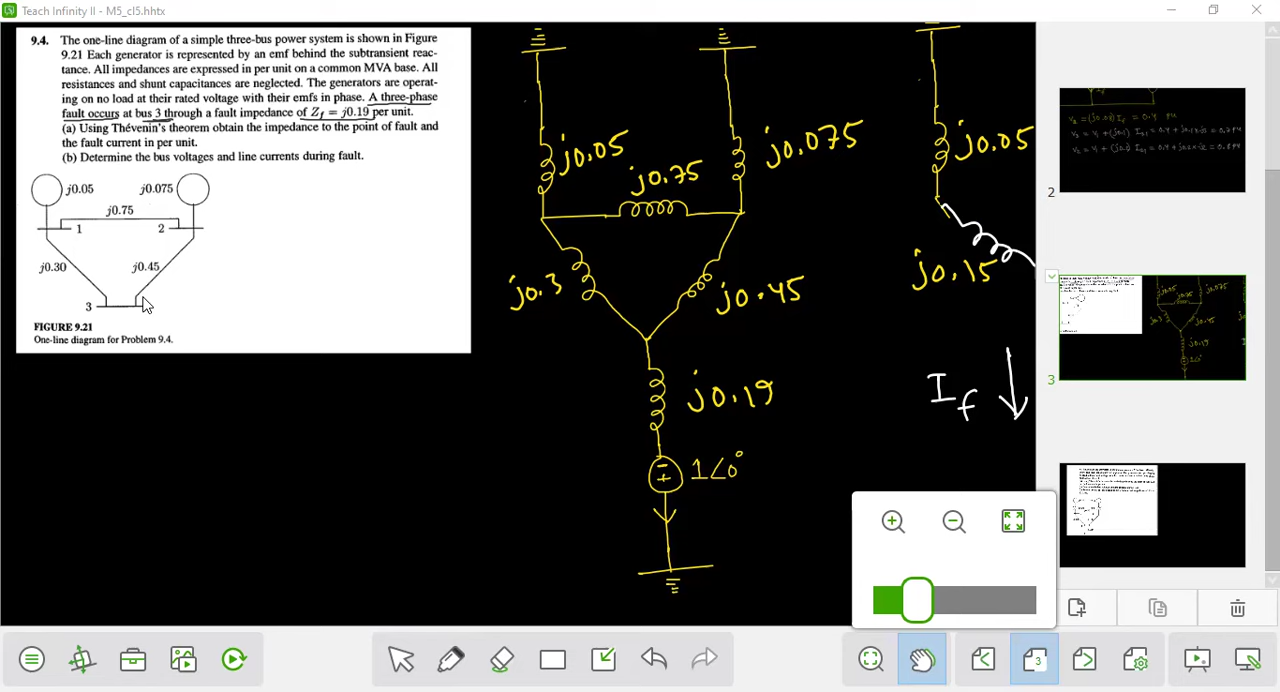 Teach Infinity II - M5_cl5.hhtx
9.4. The one-line diagram of a simple three-bus power system is shown in Figure
9.21 Each generator is represented by an emf behind the subtransient reac-
tance. All impedances are expressed in per unit on a common MVA base. All
resistances and shunt capacitances are neglected. The generators are operat-
ing on no load at their rated voltage with their emfs in phase. A three-phase
fault occurs at bus 3 through a fault impedance of Zf = j0.19 per unit.
(a) Using Thévenin's theorem obtain the impedance to the point of fault and
the fault current in per unit.
(b) Determine the bus voltages and line currents during fault.
j0.05
j0.075
j0.75
1
2
j0.30
j0.45
3
FIGURE 9.21
One-line diagram for Problem 9.4.
j0.05
j0.75
j0.075
j0.3
j0.45
j0.19
1∠0°
j0.05
j0.15
If
2
3
3